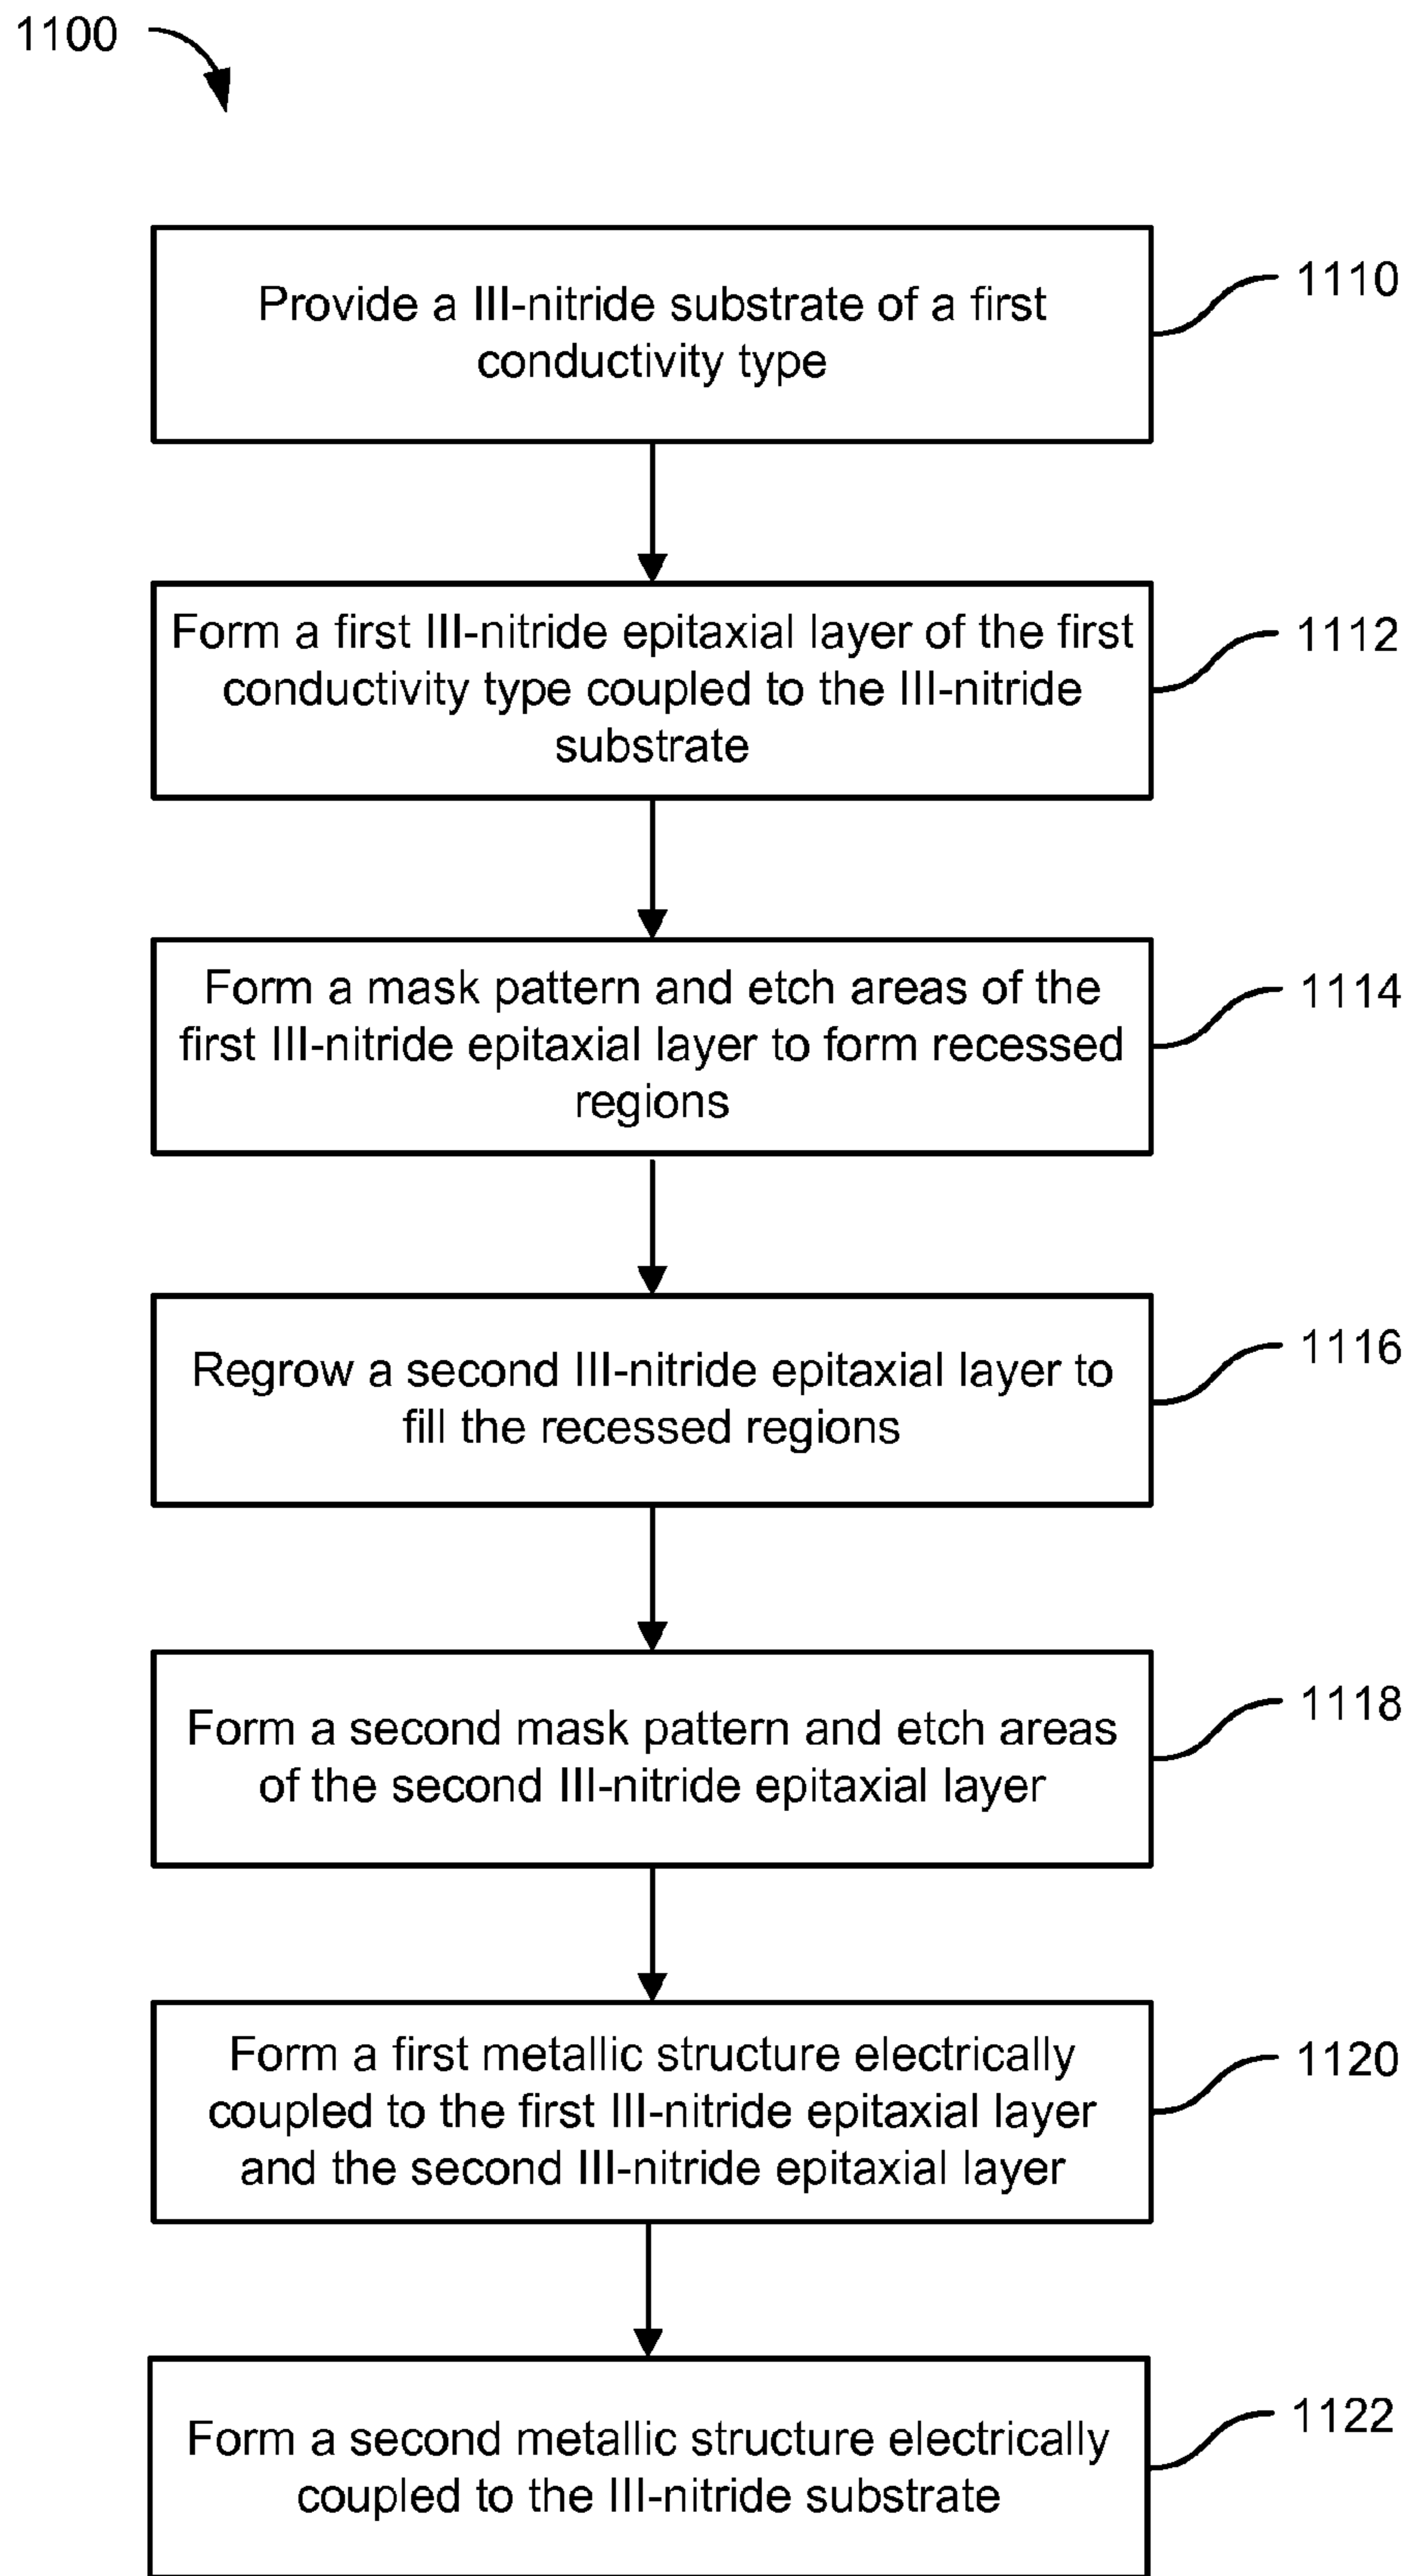 1100
Provide a III-nitride substrate of a first
conductivity type
1110
Form a first III-nitride epitaxial layer of the first
conductivity type coupled to the III-nitride
substrate
1112
Form a mask pattern and etch areas of the
first III-nitride epitaxial layer to form recessed
regions
1114
Regrow a second III-nitride epitaxial layer to
fill the recessed regions
1116
Form a second mask pattern and etch areas
of the second III-nitride epitaxial layer
1118
Form a first metallic structure electrically
coupled to the first III-nitride epitaxial layer
and the second III-nitride epitaxial layer
1120
Form a second metallic structure electrically
coupled to the III-nitride substrate
1122